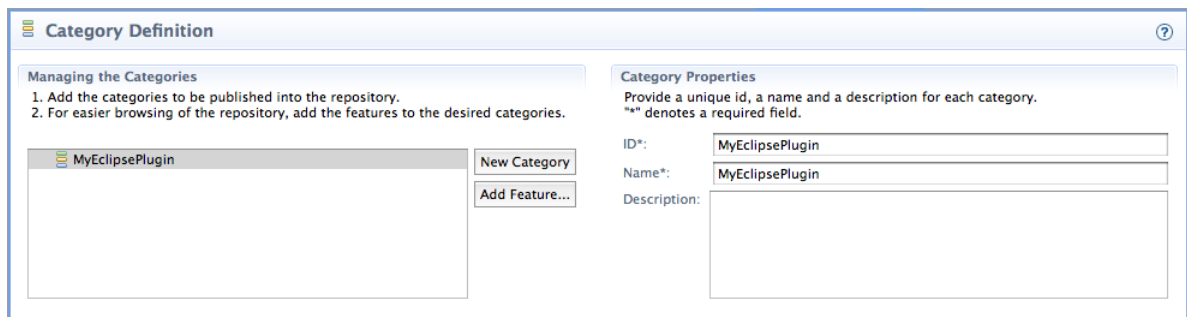 Category Definition
?
Managing the Categories
1. Add the categories to be published into the repository.
2. For easier browsing of the repository, add the features to the desired categories.
MyEclipsePlugin
New Category
Add Feature...
Category Properties
Provide a unique id, a name and a description for each category.
"*" denotes a required field.
ID*: MyEclipsePlugin
Name*: MyEclipsePlugin
Description: